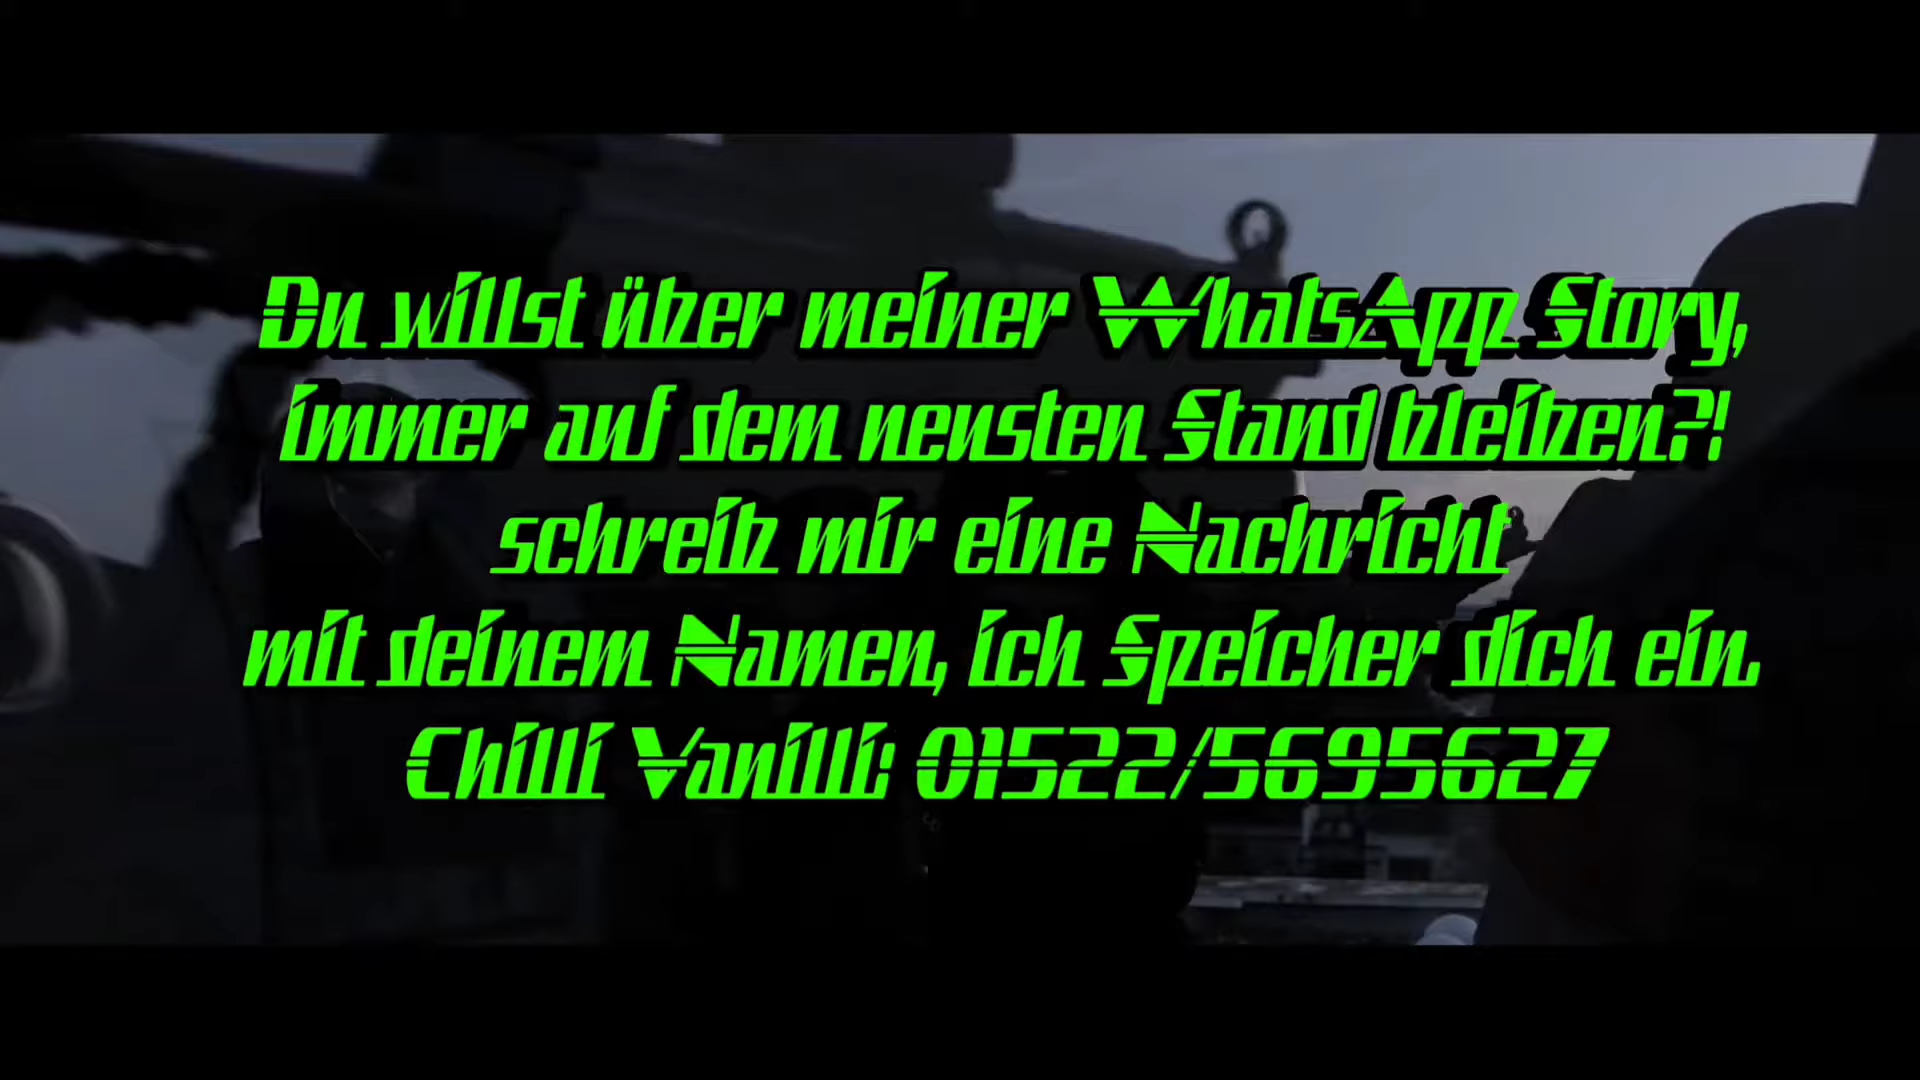 Du willst über meiner WhatsApp Story,
immer auf dem neusten Stand bleiben?!
schreib mir eine Nachricht
mit deinem Namen, ich Speicher dich ein.
Chilli Vanilli: 01522/5695627